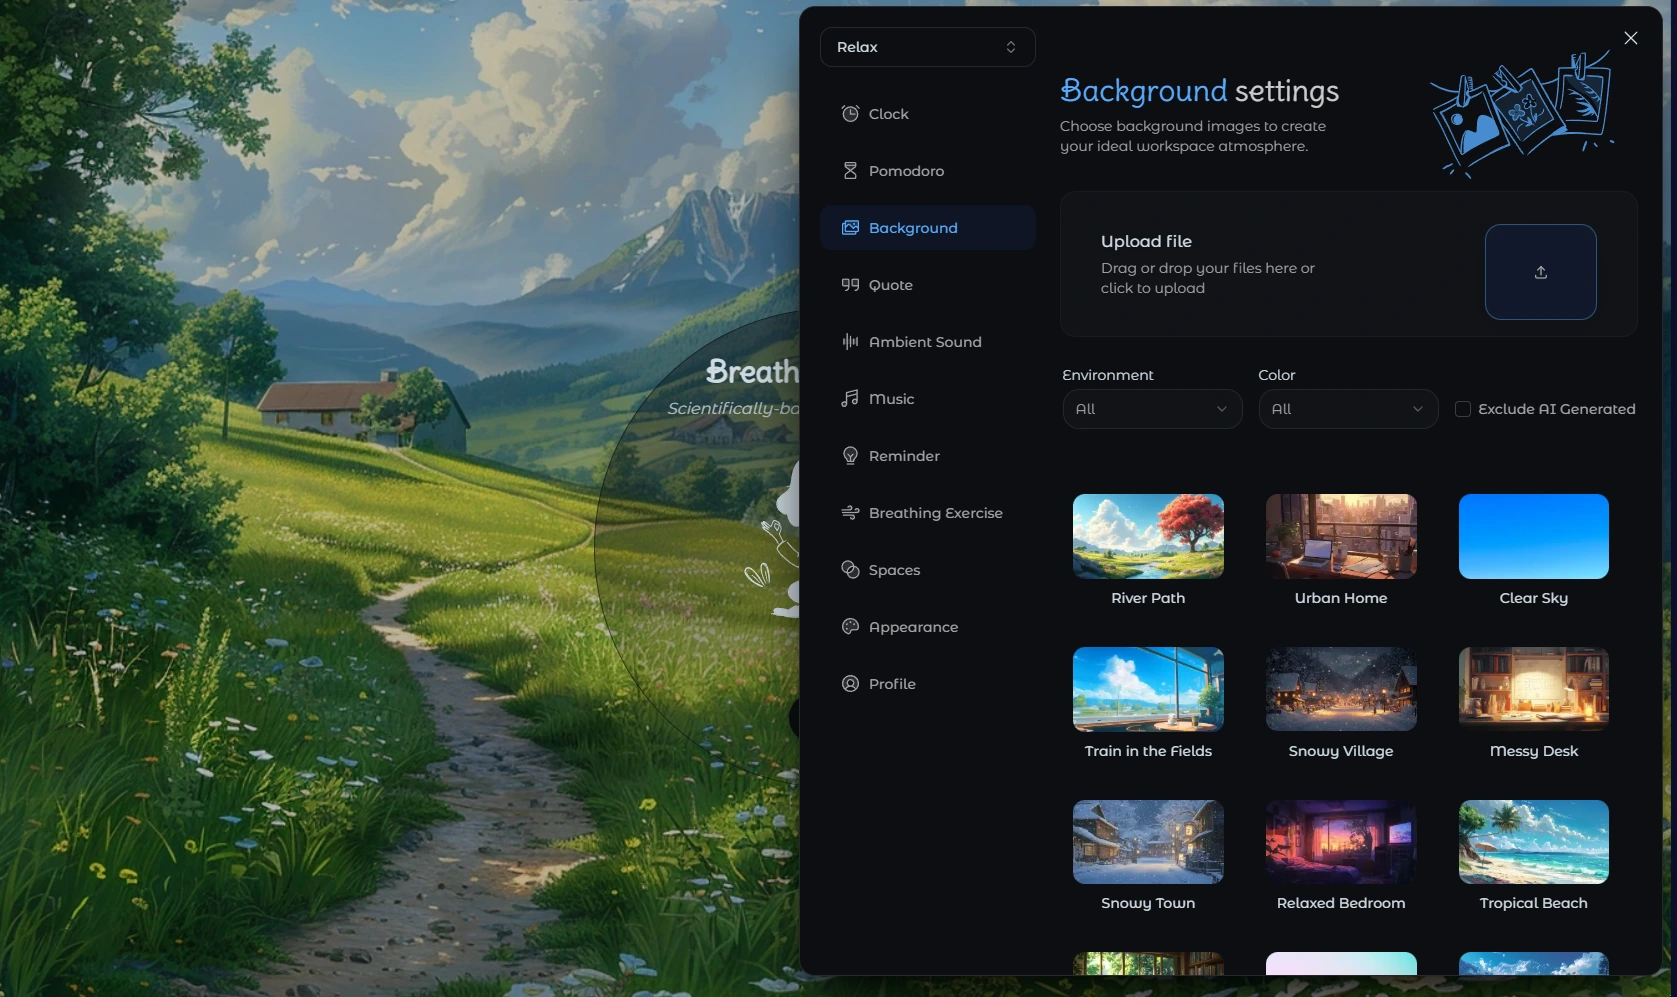 Relax
Clock
Pomodoro
Background
Quote
Ambient Sound
Music
Reminder
Breathing Exercise
Spaces
Appearance
Profile
Breath
Scientifically-ba
Background settings
Choose background images to create
your ideal workspace atmosphere.
Upload file
Drag or drop your files here or
click to upload
Environment
Color
All
All
Exclude AI Generated
River Path
Urban Home
Clear Sky
Train in the Fields
Snowy Village
Messy Desk
Snowy Town
Relaxed Bedroom
Tropical Beach